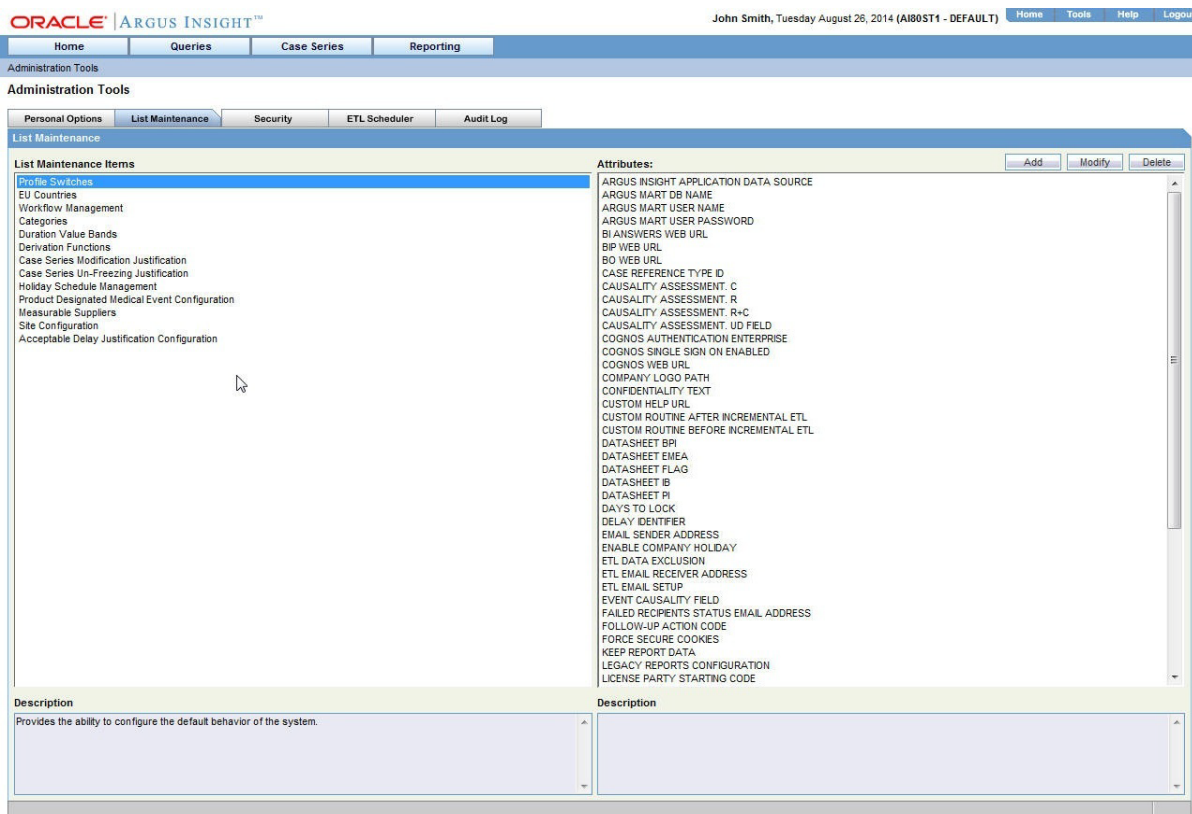 ORACLE | ARGUS INSIGHT™
John Smith, Tuesday August 26, 2014 (AI80ST1 - DEFAULT) Home Tools Help Logou
Home Queries Case Series Reporting
Administration Tools
Administration Tools
Personal Options List Maintenance Security ETL Scheduler Audit Log
List Maintenance
List Maintenance Items
Profile Switches
EU Countries
Workflow Management
Categories
Duration Value Bands
Derivation Functions
Case Series Modification Justification
Case Series Un-Freezing Justification
Holiday Schedule Management
Product Designated Medical Event Configuration
Measurable Suppliers
Site Configuration
Acceptable Delay Justification Configuration
Attributes: Add Modify Delete
ARGUS INSIGHT APPLICATION DATA SOURCE
ARGUS MART DB NAME
ARGUS MART USER NAME
ARGUS MART USER PASSWORD
BI ANSWERS WEB URL
BIP WEB URL
BO WEB URL
CASE REFERENCE TYPE ID
CAUSALITY ASSESSMENT. C
CAUSALITY ASSESSMENT. R
CAUSALITY ASSESSMENT. R+C
CAUSALITY ASSESSMENT. UD FIELD
COGNOS AUTHENTICATION ENTERPRISE
COGNOS SINGLE SIGN ON ENABLED
COGNOS WEB URL
COMPANY LOGO PATH
CONFIDENTIALITY TEXT
CUSTOM HELP URL
CUSTOM ROUTINE AFTER INCREMENTAL ETL
CUSTOM ROUTINE BEFORE INCREMENTAL ETL
DATASHEET BPI
DATASHEET EMEA
DATASHEET FLAG
DATASHEET IB
DATASHEET PI
DAYS TO LOCK
DELAY IDENTIFIER
EMAIL SENDER ADDRESS
ENABLE COMPANY HOLIDAY
ETL DATA EXCLUSION
ETL EMAIL RECEIVER ADDRESS
ETL EMAIL SETUP
EVENT CAUSALITY FIELD
FAILED RECIPIENTS STATUS EMAIL ADDRESS
FOLLOW-UP ACTION CODE
FORCE SECURE COOKIES
KEEP REPORT DATA
LEGACY REPORTS CONFIGURATION
LICENSE PARTY STARTING CODE
Description
Provides the ability to configure the default behavior of the system.
Description